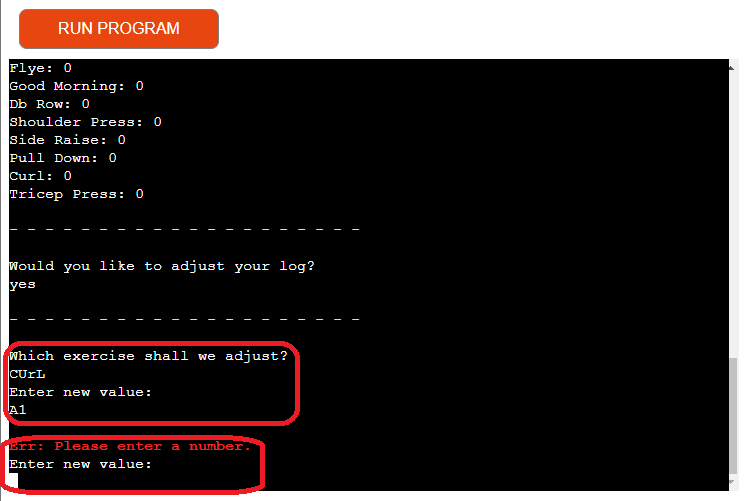 RUN PROGRAM
Flye: 0
Good Morning: 0
Db Row: 0
Shoulder Press: 0
Side Raise: 0
Pull Down: 0
Curl: 0
Tricep Press: 0
- - - - - - - - - - - - - - - - - - - -
Would you like to adjust your log?
yes
- - - - - - - - - - - - - - - - - - - -
Which exercise shall we adjust?
CUrL
Enter new value:
A1
Err: Please enter a number.
Enter new value: